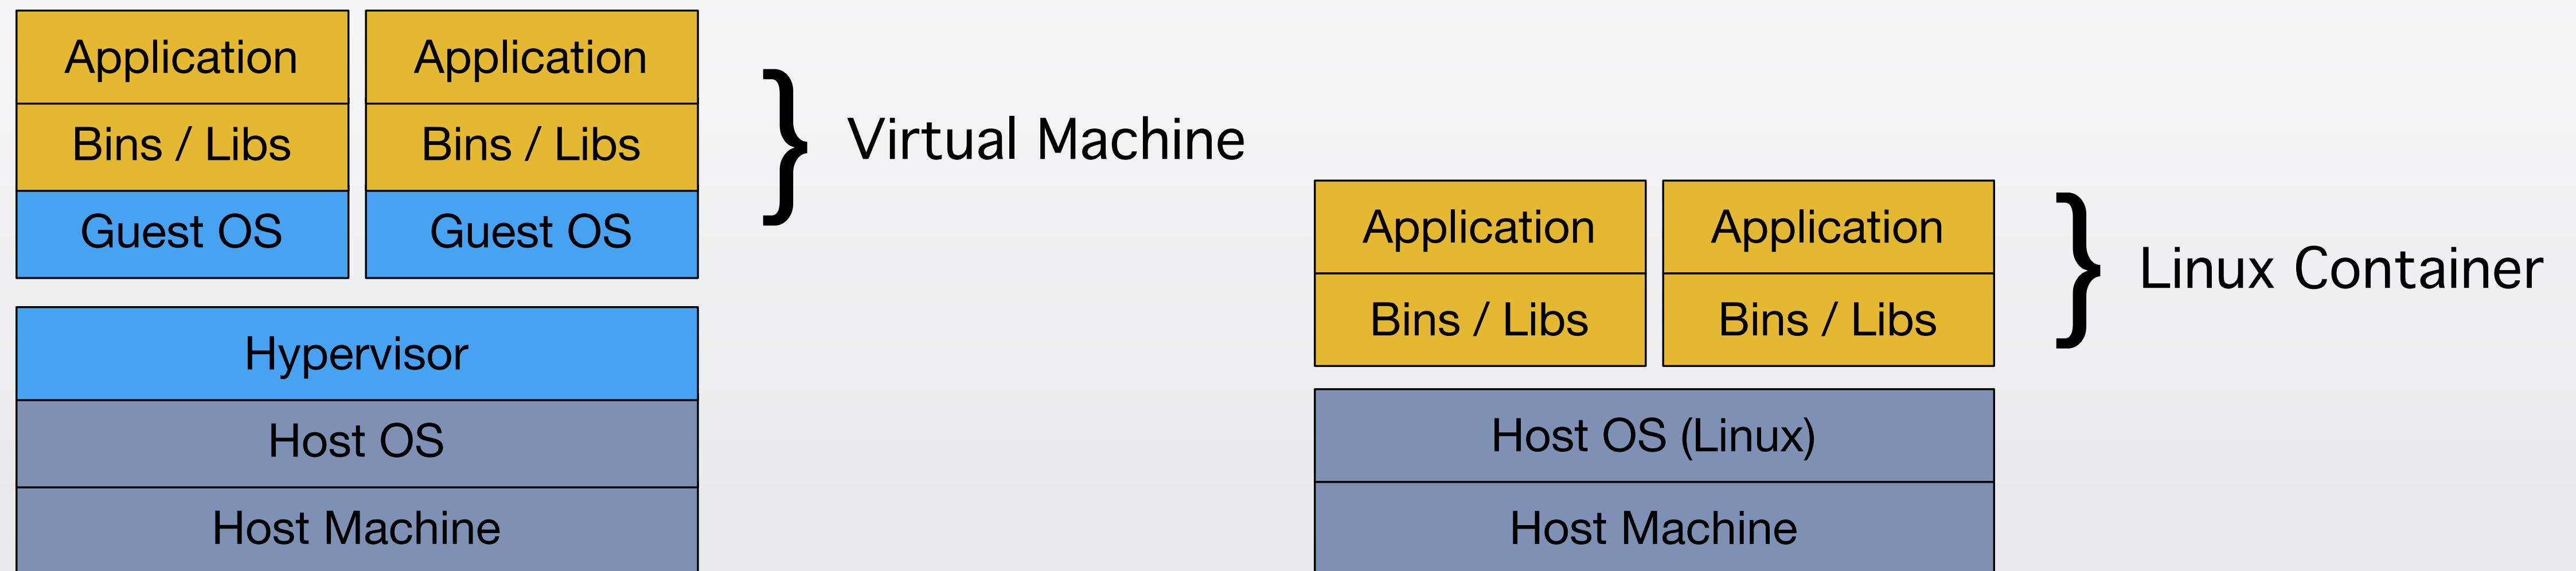 Application
Application
Bins / Libs
Bins / Libs
Guest OS
Guest OS
} Virtual Machine
Hypervisor
Host OS
Host Machine
Application
Application
Bins / Libs
Bins / Libs
} Linux Container
Host OS (Linux)
Host Machine